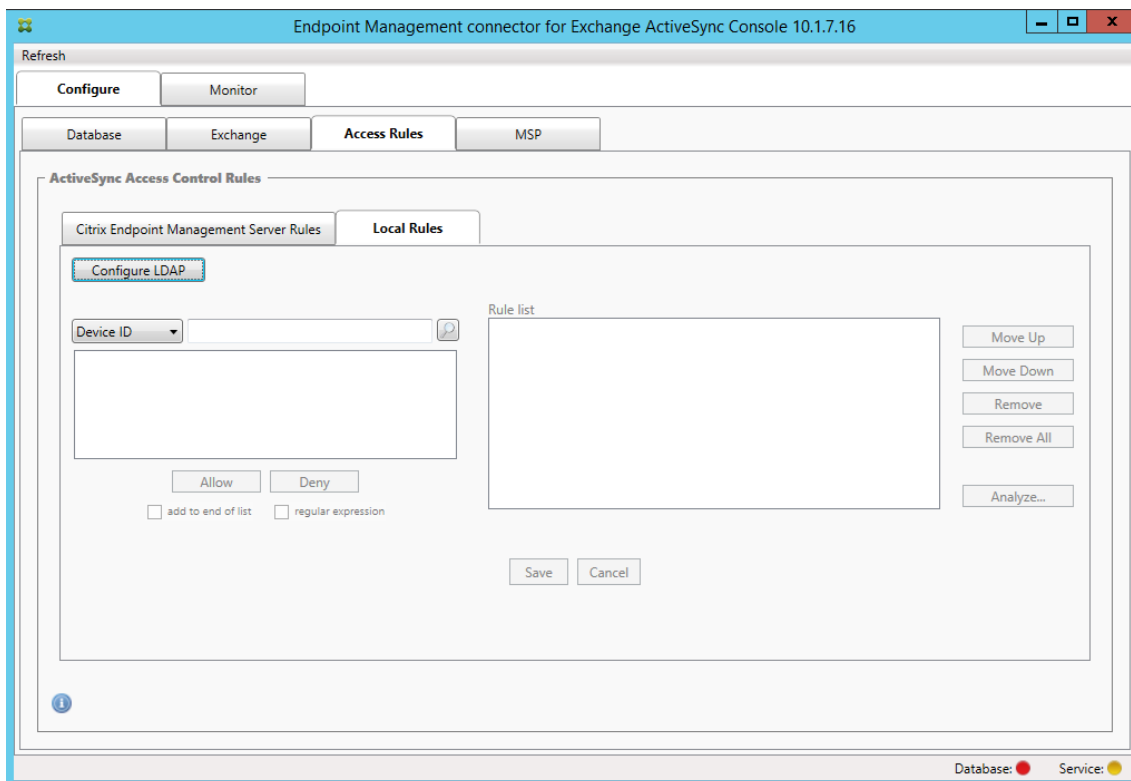 Endpoint Management connector for Exchange ActiveSync Console 10.1.7.16
Refresh
Configure Monitor
Database Exchange Access Rules MSP
ActiveSync Access Control Rules
Citrix Endpoint Management Server Rules Local Rules
Configure LDAP
Rule list
Device ID
Move Up
Move Down
Remove
Remove All
Allow Deny
Analyze...
add to end of list regular expression
Save Cancel
Database: Service: